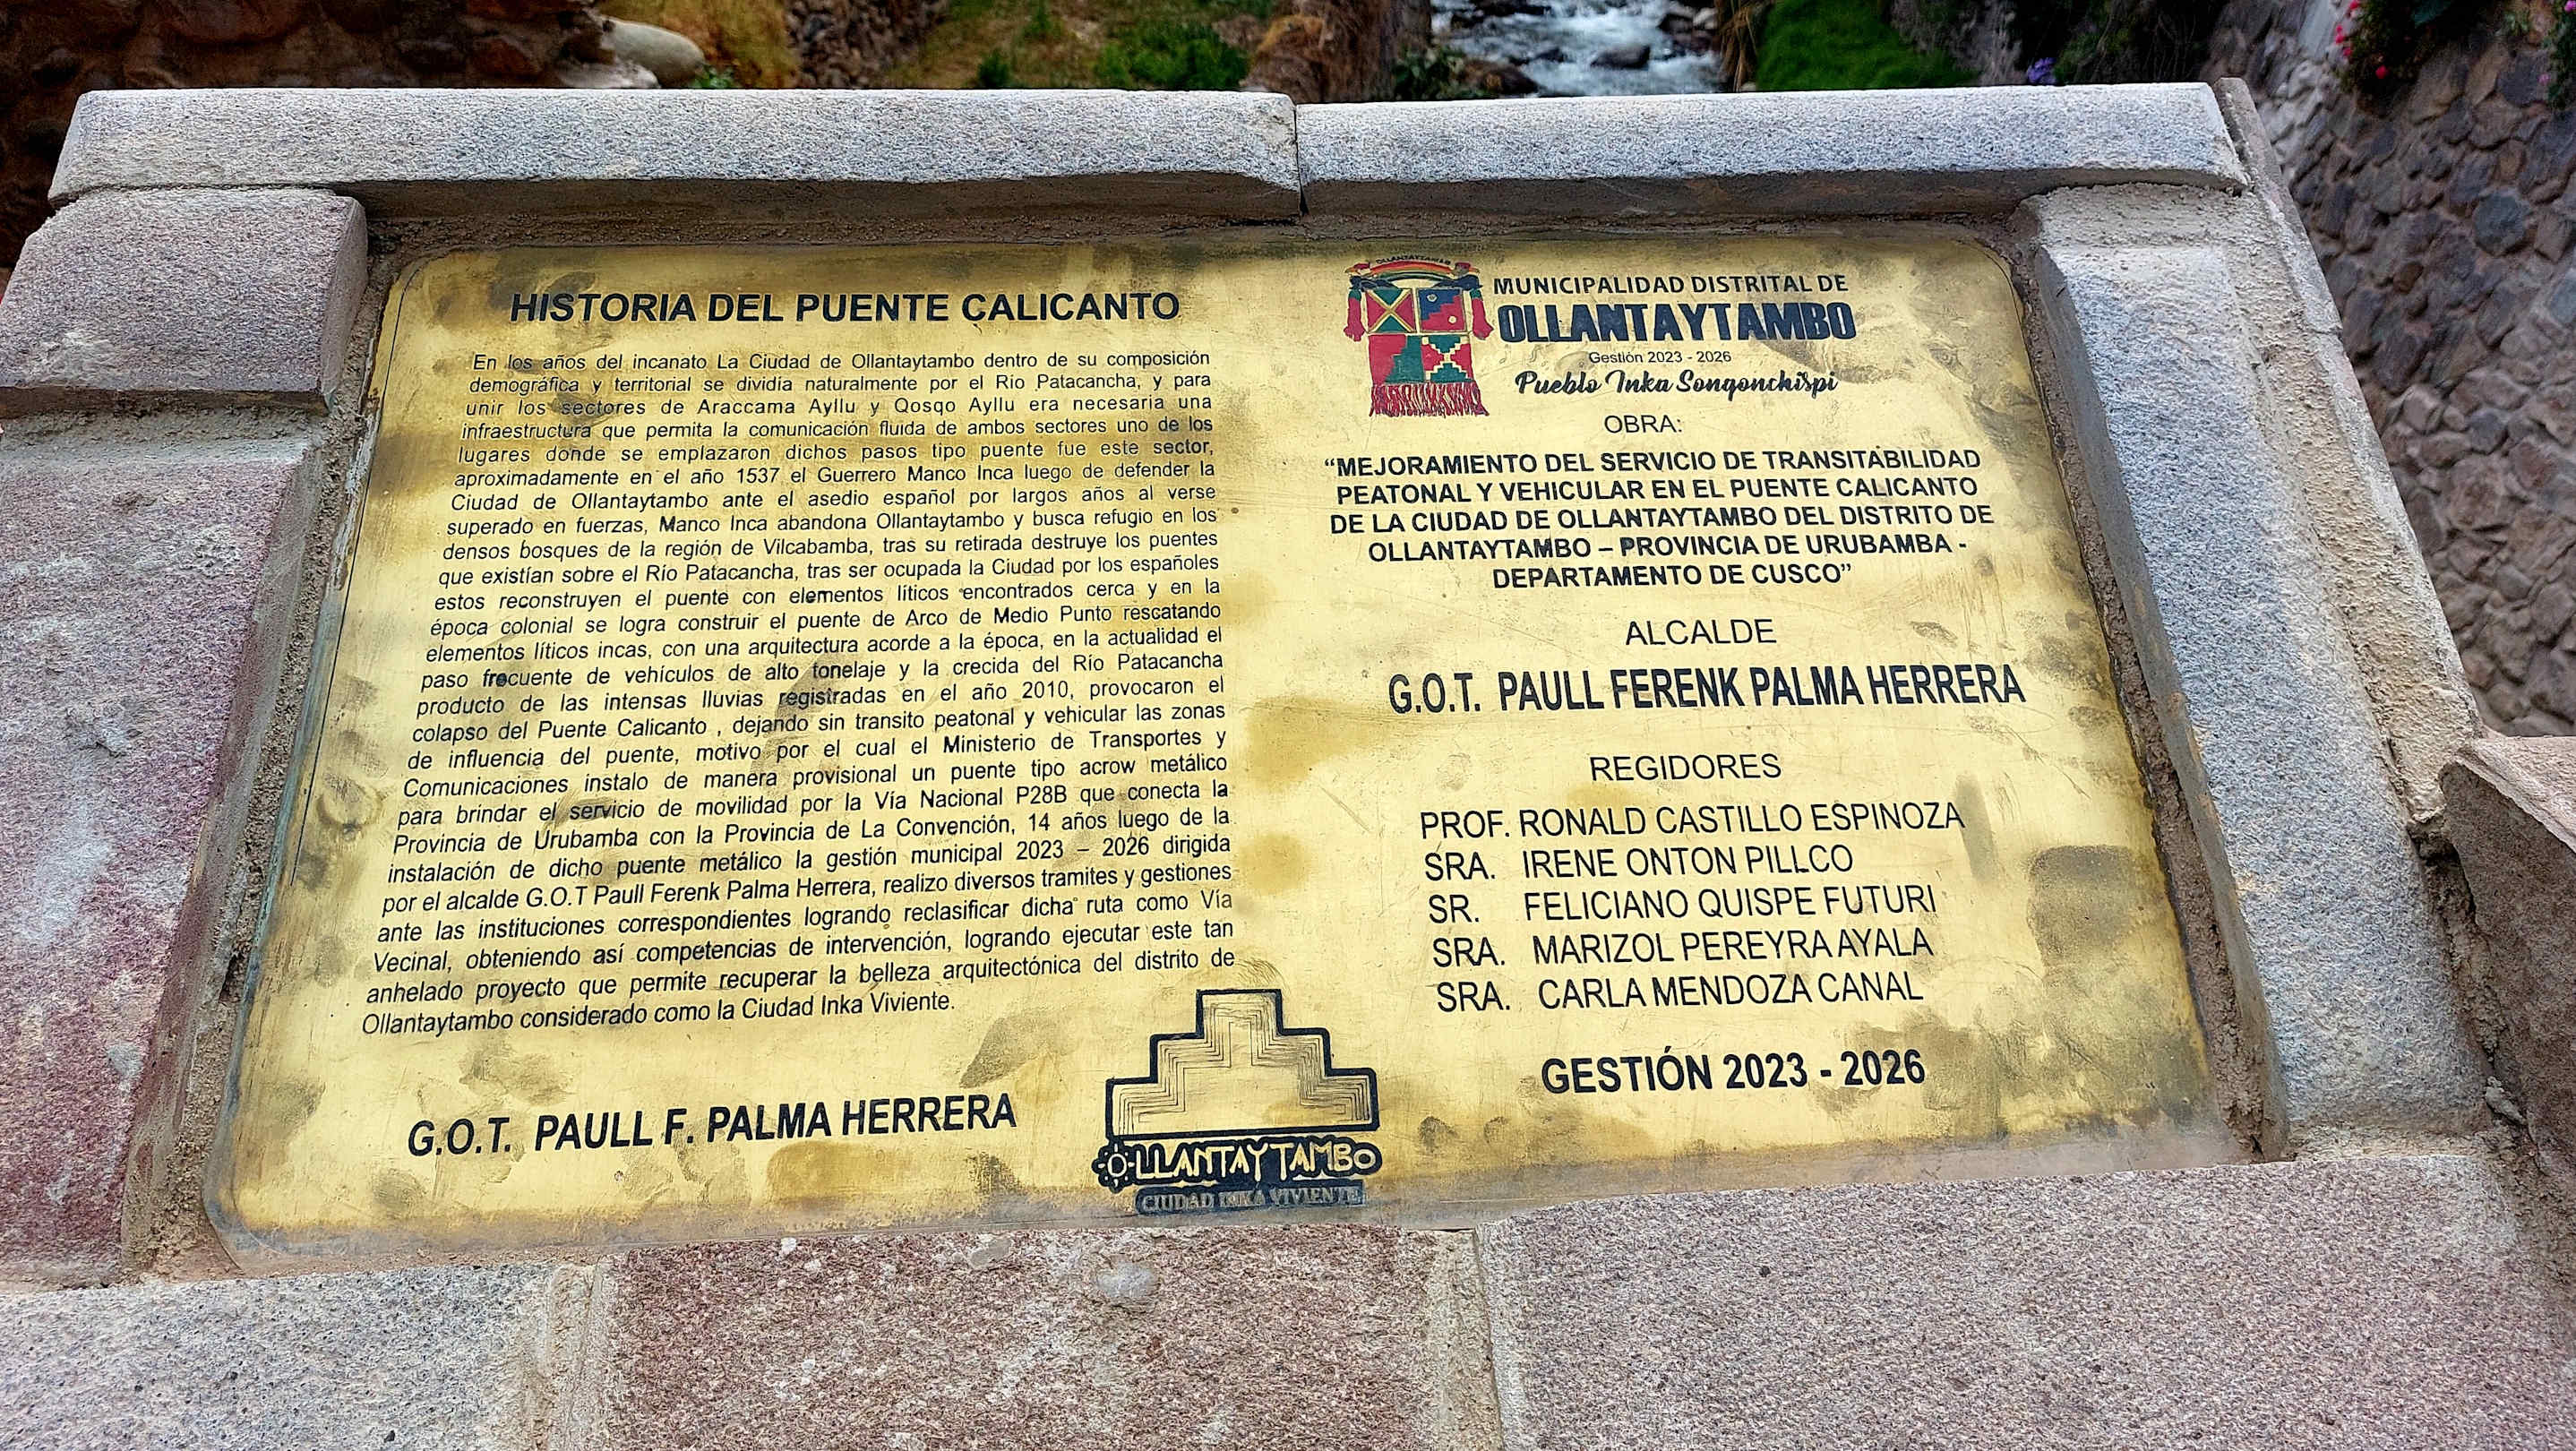 HISTORIA DEL PUENTE CALICANTO
En los años del incanato La Ciudad de Ollantaytambo dentro de su composición
demográfica y territorial se dividía naturalmente por el Río Patacancha, y para
unir los sectores de Araccama Ayllu y Qosqo Ayllu era necesaria una
infraestructura que permita la comunicación fluida de ambos sectores uno de los
lugares donde se emplazaron dichos pasos tipo puente fue este sector,
aproximadamente en el año 1537 el Guerrero Manco Inca luego de defender la
Ciudad de Ollantaytambo ante el asedio español por largos años al verse
superado en fuerzas, Manco Inca abandona Ollantaytambo y busca refugio en los
densos bosques de la región de Vilcabamba, tras su retirada destruye los puentes
que existían sobre el Río Patacancha, tras ser ocupada la Ciudad por los españoles
estos reconstruyen el puente con elementos líticos encontrados cerca y en la
época colonial se logra construir el puente de Arco de Medio Punto rescatando
elementos líticos incas, con una arquitectura acorde a la época, en la actualidad el
paso frecuente de vehículos de alto tonelaje y la crecida del Río Patacancha
producto de las intensas lluvias registradas en el año 2010, provocaron el
colapso del Puente Calicanto , dejando sin transito peatonal y vehicular las zonas
de influencia del puente, motivo por el cual el Ministerio de Transportes y
Comunicaciones instalo de manera provisional un puente tipo acrow metálico
para brindar el servicio de movilidad por la Vía Nacional P28B que conecta la
Provincia de Urubamba con la Provincia de La Convención, 14 años luego de la
instalación de dicho puente metálico la gestión municipal 2023 – 2026 dirigida
por el alcalde G.O.T Paull Ferenk Palma Herrera, realizo diversos tramites y gestiones
ante las instituciones correspondientes logrando reclasificar dicha ruta como Vía
Vecinal, obteniendo así competencias de intervención, logrando ejecutar este tan
anhelado proyecto que permite recuperar la belleza arquitectónica del distrito de
Ollantaytambo considerado como la Ciudad Inka Viviente.
G.O.T. PAULL F. PALMA HERRERA
OLLANTAYTAMBO
CIUDAD INKA VIVIENTE
OLLANTAYTAMBO
MUNICIPALIDAD DISTRITAL DE
OLLANTAYTAMBO
Gestión 2023 - 2026
Pueblo Inka Sonqonchispi
OBRA:
“MEJORAMIENTO DEL SERVICIO DE TRANSITABILIDAD
PEATONAL Y VEHICULAR EN EL PUENTE CALICANTO
DE LA CIUDAD DE OLLANTAYTAMBO DEL DISTRITO DE
OLLANTAYTAMBO – PROVINCIA DE URUBAMBA -
DEPARTAMENTO DE CUSCO”
ALCALDE
G.O.T. PAULL FERENK PALMA HERRERA
REGIDORES
PROF. RONALD CASTILLO ESPINOZA
SRA. IRENE ONTON PILLCO
SR. FELICIANO QUISPE FUTURI
SRA. MARIZOL PEREYRA AYALA
SRA. CARLA MENDOZA CANAL
GESTIÓN 2023 - 2026